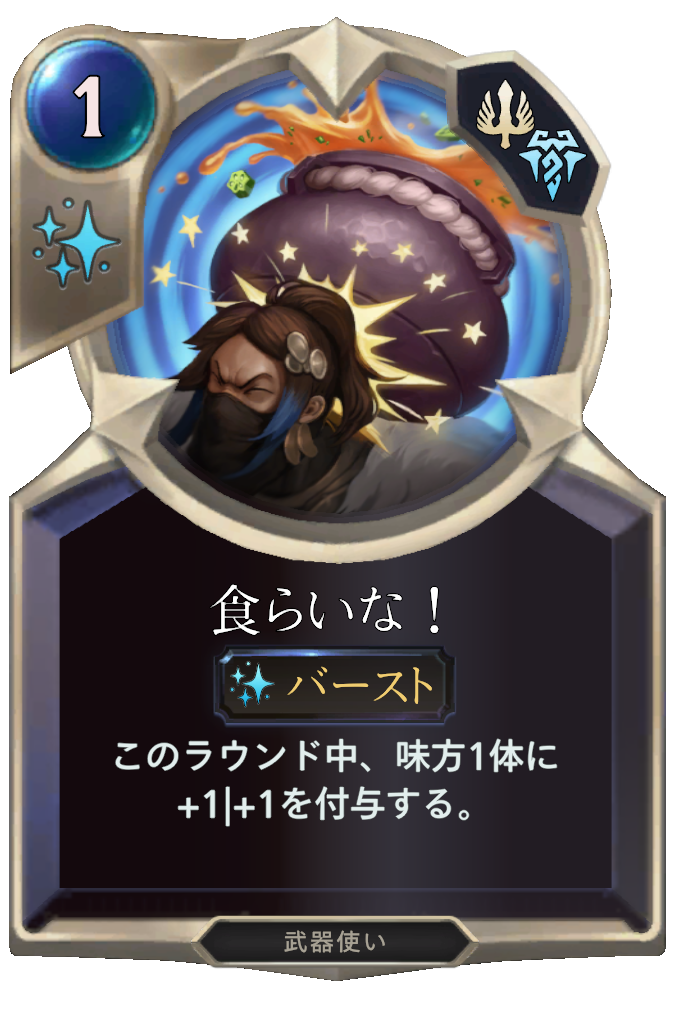 1
食らいな！
バースト
このラウンド中、味方1体に
+1|+1を付与する。
武器使い